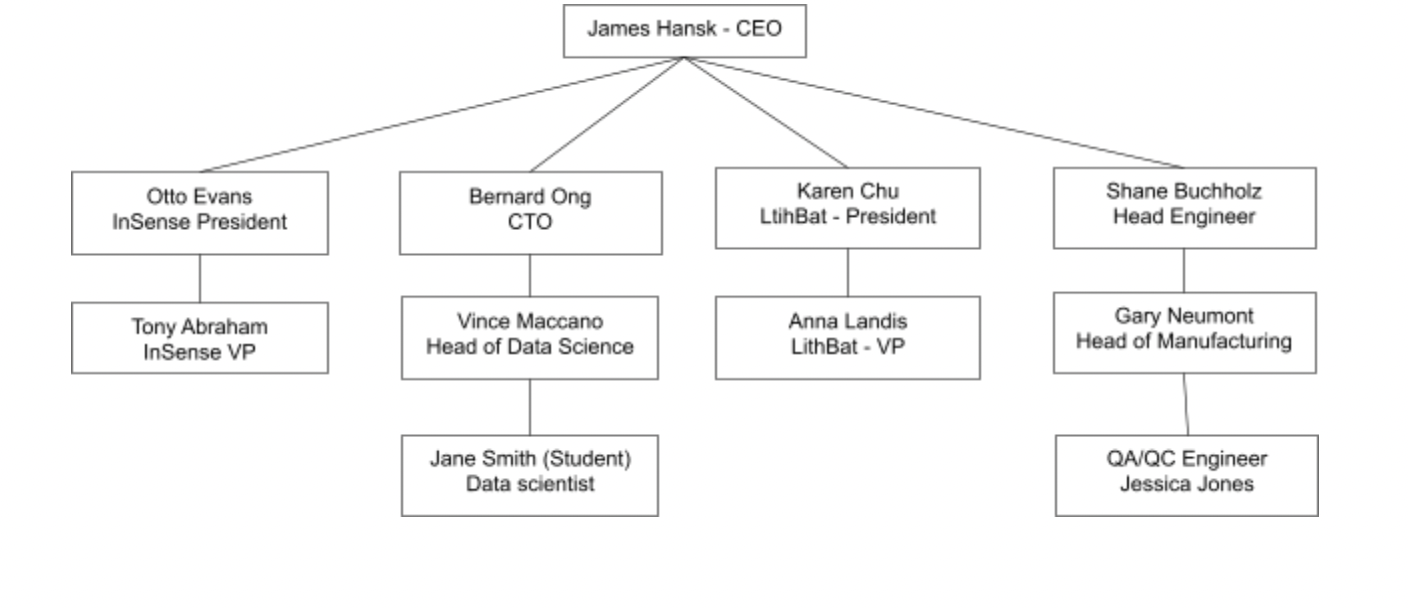 James Hansk - CEO
Otto Evans
InSense President
Bernard Ong
CTO
Karen Chu
LtihBat - President
Shane Buchholz
Head Engineer
Tony Abraham
InSense VP
Vince Maccano
Head of Data Science
Anna Landis
LithBat - VP
Gary Neumont
Head of Manufacturing
Jane Smith (Student)
Data scientist
QA/QC Engineer
Jessica Jones